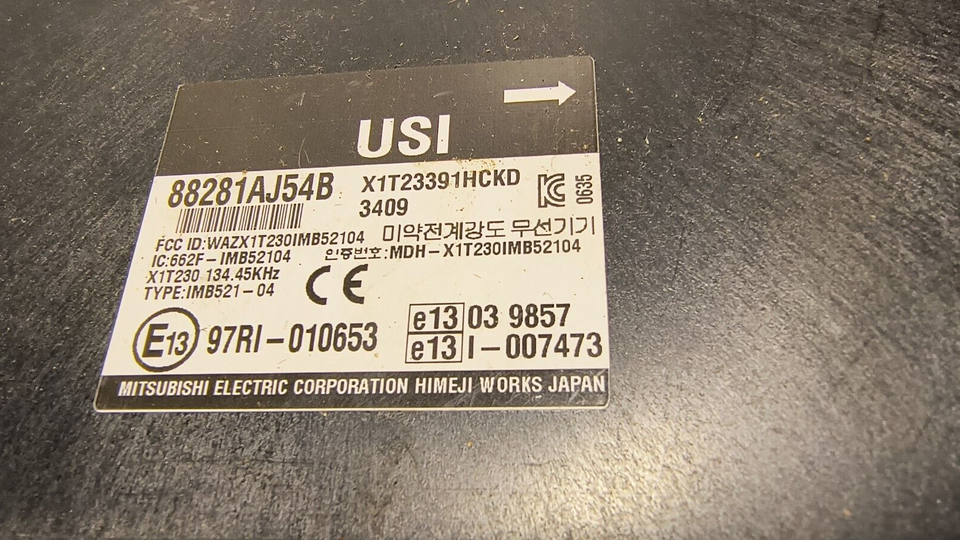 USI
88281AJ54B X1T23391HCKD
3409
0635
FCC ID:WAZX1T230IMB52104 미약전계강도 무선기기
IC:662F-IMB52104 인증번호:MDH-X1T230IMB52104
X1T230 134.45KHz
TYPE:IMB521-04 CE
E13 97RI-010653
e13 03 9857
e13 I-007473
MITSUBISHI ELECTRIC CORPORATION HIMEJI WORKS JAPAN